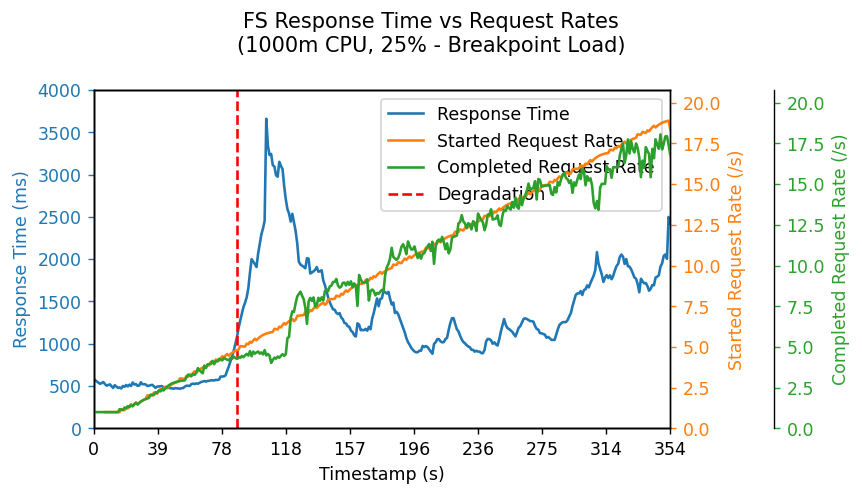 FS Response Time vs Request Rates
(1000m CPU, 25% - Breakpoint Load)
Response Time (ms)
4000
3500
3000
2500
2000
1500
1000
500
0
Response Time
Started Request Rate
Completed Request Rate
Degradation
20.0
17.5
15.0
12.5
10.0
7.5
5.0
2.5
0.0
Started Request Rate (/s)
20.0
17.5
15.0
12.5
10.0
7.5
5.0
2.5
0.0
Completed Request Rate (/s)
0 39 78 118 157 196 236 275 314 354
Timestamp (s)